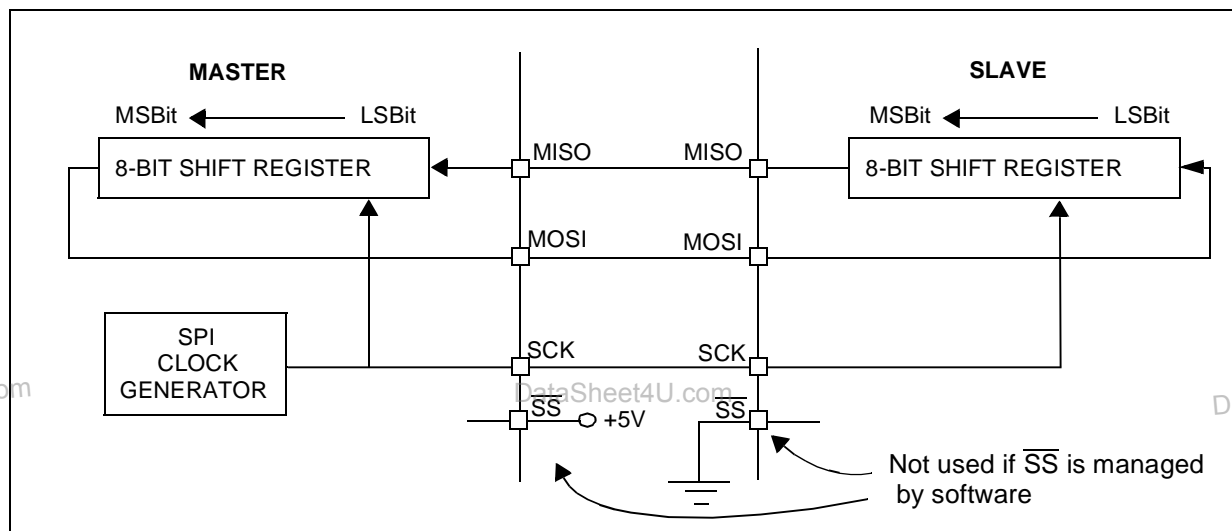 MASTER
SLAVE
MSBit
LSBit
MSBit
LSBit
8-BIT SHIFT REGISTER
MISO
MISO
8-BIT SHIFT REGISTER
MOSI
MOSI
SPI
CLOCK
GENERATOR
SCK
SCK
om
DataSheet4U.com
D
SS
+5V
SS
Not used if SS is managed
by software